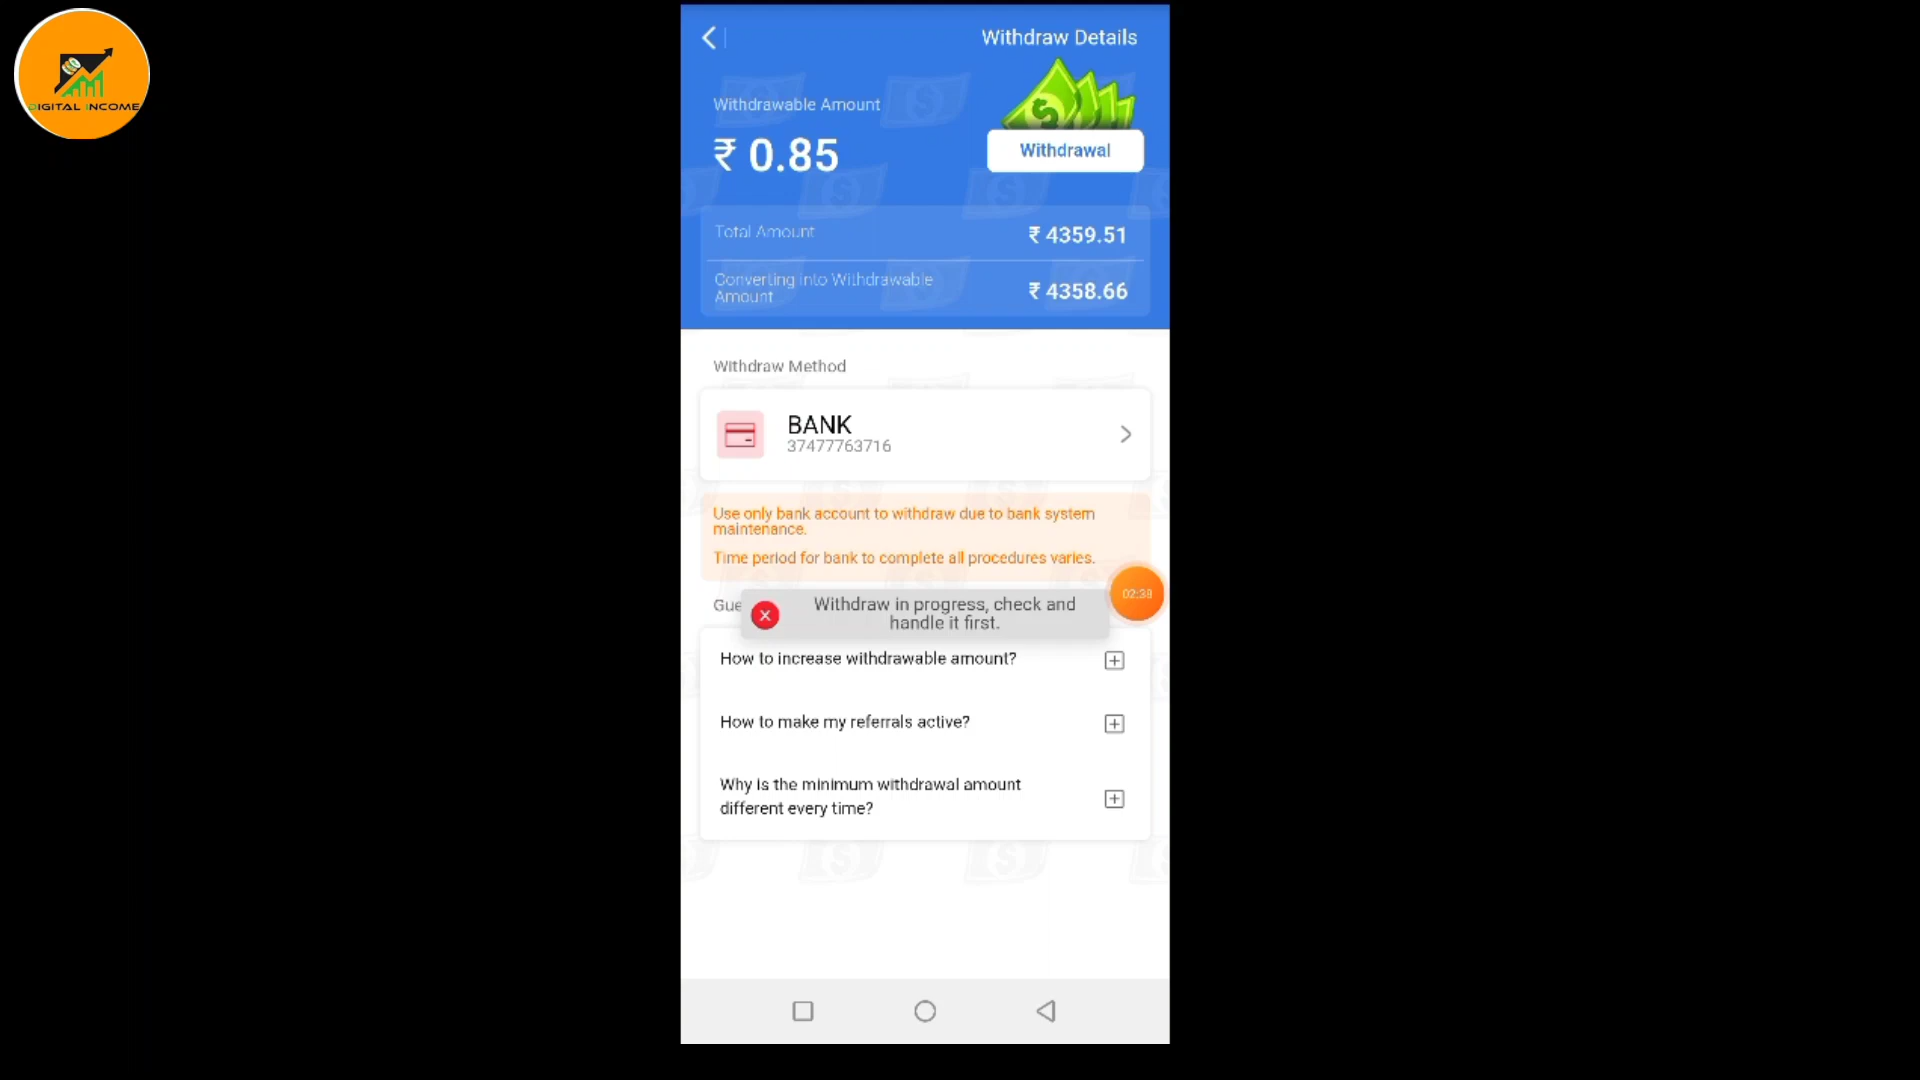 DIGITAL INCOME
Withdraw Details
Withdrawable Amount
₹ 0.85
Withdrawal
Total Amount
₹ 4359.51
Converting into Withdrawable
Amount
₹ 4358.66
Withdraw Method
BANK
37477763716
Use only bank account to withdraw due to bank system
maintenance.
Time period for bank to complete all procedures varies.
02:38
Gue
Withdraw in progress, check and
handle it first.
How to increase withdrawable amount?
How to make my referrals active?
Why is the minimum withdrawal amount
different every time?